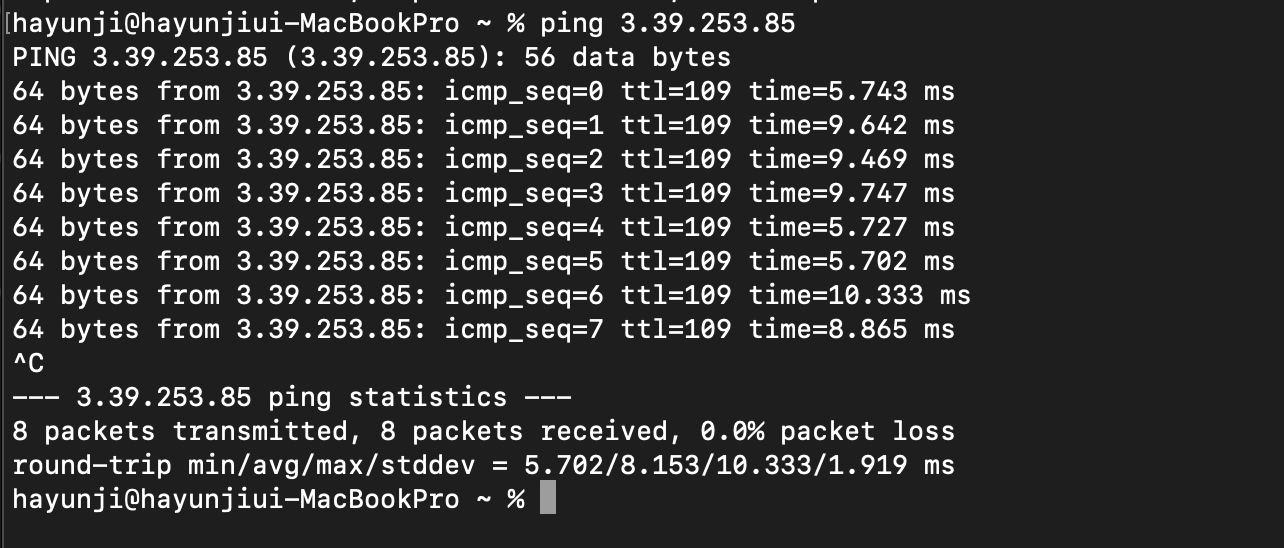 [hayunji@hayunjiui-MacBookPro ~ % ping 3.39.253.85
PING 3.39.253.85 (3.39.253.85): 56 data bytes
64 bytes from 3.39.253.85: icmp_seq=0 ttl=109 time=5.743 ms
64 bytes from 3.39.253.85: icmp_seq=1 ttl=109 time=9.642 ms
64 bytes from 3.39.253.85: icmp_seq=2 ttl=109 time=9.469 ms
64 bytes from 3.39.253.85: icmp_seq=3 ttl=109 time=9.747 ms
64 bytes from 3.39.253.85: icmp_seq=4 ttl=109 time=5.727 ms
64 bytes from 3.39.253.85: icmp_seq=5 ttl=109 time=5.702 ms
64 bytes from 3.39.253.85: icmp_seq=6 ttl=109 time=10.333 ms
64 bytes from 3.39.253.85: icmp_seq=7 ttl=109 time=8.865 ms
^C
--- 3.39.253.85 ping statistics ---
8 packets transmitted, 8 packets received, 0.0% packet loss
round-trip min/avg/max/stddev = 5.702/8.153/10.333/1.919 ms
hayunji@hayunjiui-MacBookPro ~ %